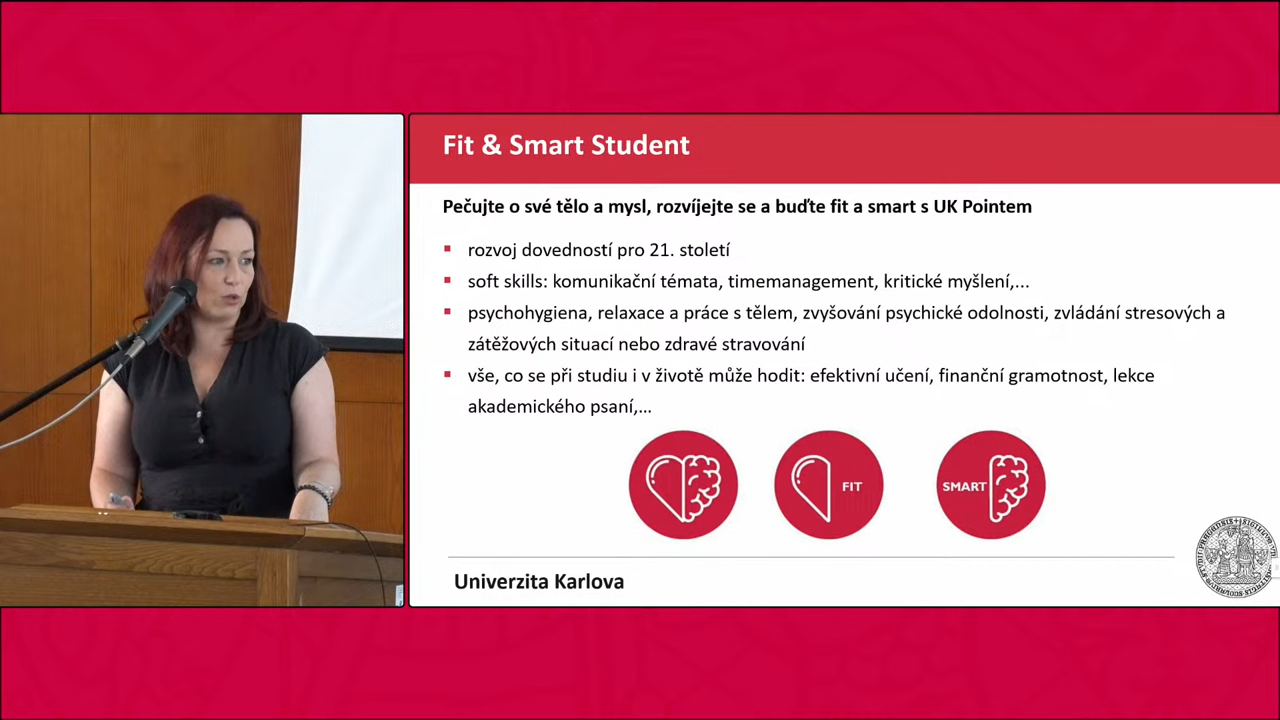 Fit & Smart Student
Pečujte o své tělo a mysl, rozvíjejte se a buďte fit a smart s UK Pointem
rozvoj dovedností pro 21. století
soft skills: komunikační témata, timemanagement, kritické myšlení,...
psychohygiena, relaxace a práce s tělem, zvyšování psychické odolnosti, zvládání stresových a
zátěžových situací nebo zdravé stravování
vše, co se při studiu i v životě může hodit: efektivní učení, finanční gramotnost, lekce
akademického psaní,...
FIT
SMART
Univerzita Karlova